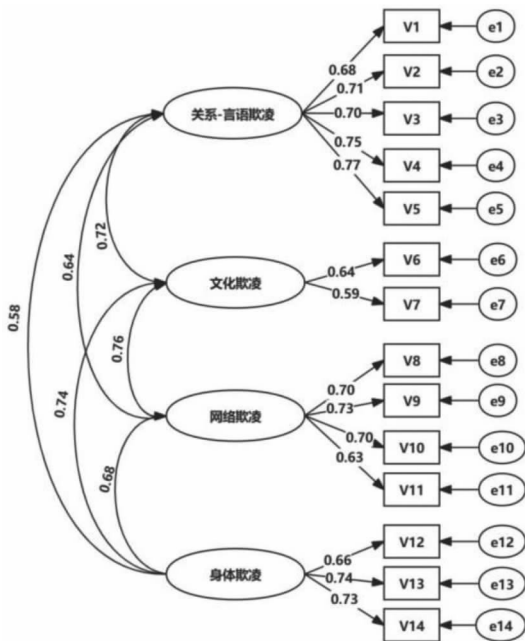 V1 e1
0.68
V2 e2
0.71
关系-言语欺凌 0.70 V3 e3
0.75
V4 e4
0.77
V5 e5
0.72
0.64
0.58
文化欺凌 0.64 V6 e6
0.59 V7 e7
0.76
0.74
0.70 V8 e8
0.73 V9 e9
网络欺凌
0.70 V10 e10
0.63
V11 e11
0.68
0.66 V12 e12
身体欺凌 0.74 V13 e13
0.73
V14 e14